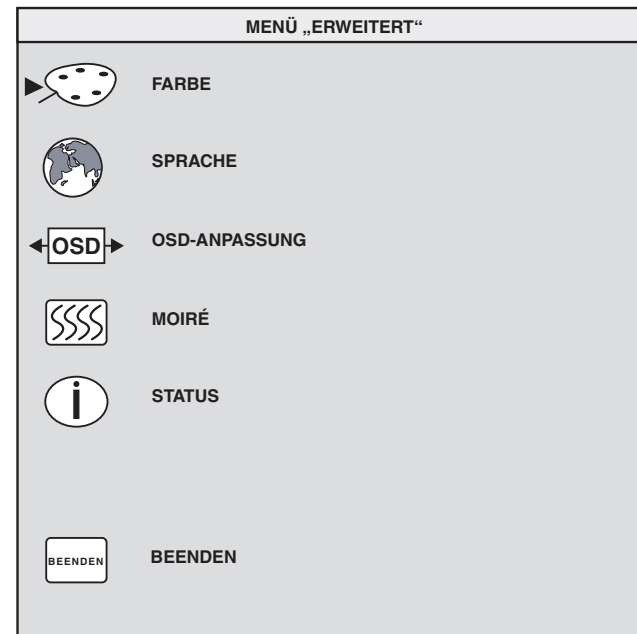 MENÜ „ERWEITERT“
FARBE
SPRACHE
OSD
OSD-ANPASSUNG
MOIRÉ
i
STATUS
BEENDEN
BEENDEN